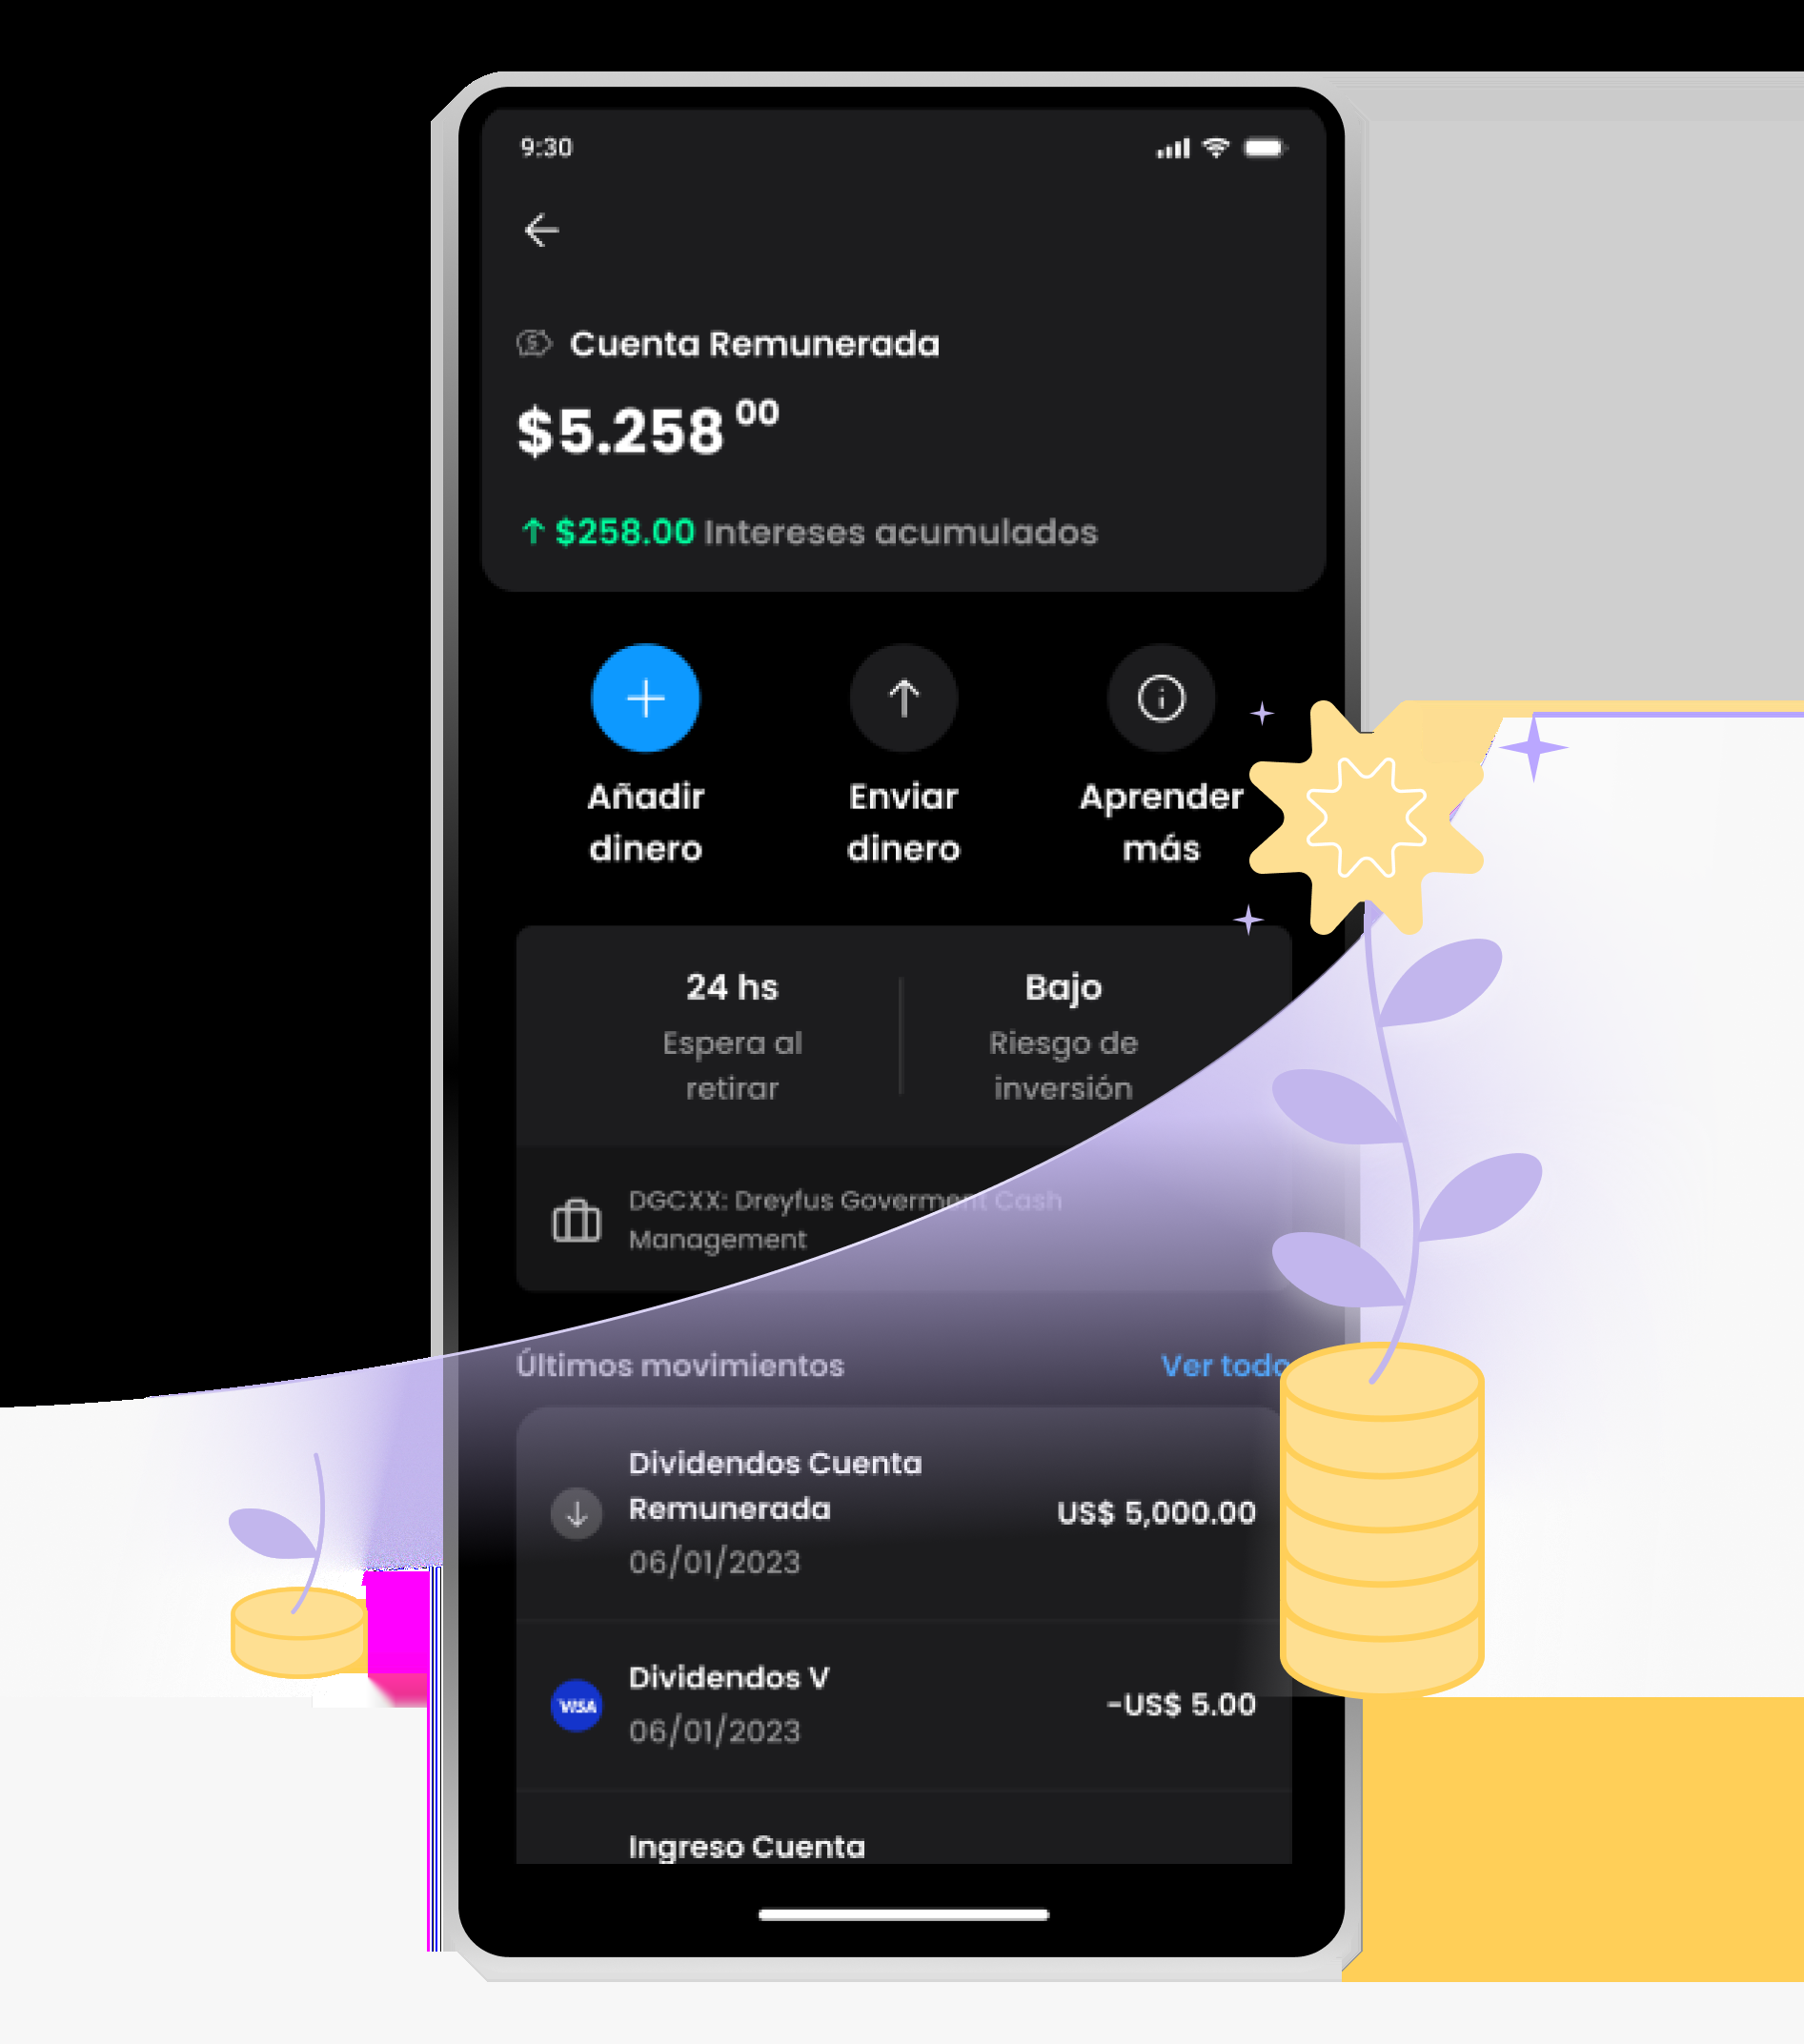 9:30
Cuenta Remunerada
$5.258 00
↑ $258.00 Intereses acumulados
Añadir dinero
Enviar dinero
Aprender más
24 hs
Espera al retirar
Bajo
Riesgo de inversión
DGCXX: Dreyfus Goverment Cash
Management
Últimos movimientos Ver todo
Dividendos Cuenta
Remunerada
US$ 5,000.00
06/01/2023
VISA
Dividendos V
-US$ 5.00
06/01/2023
Ingreso Cuenta